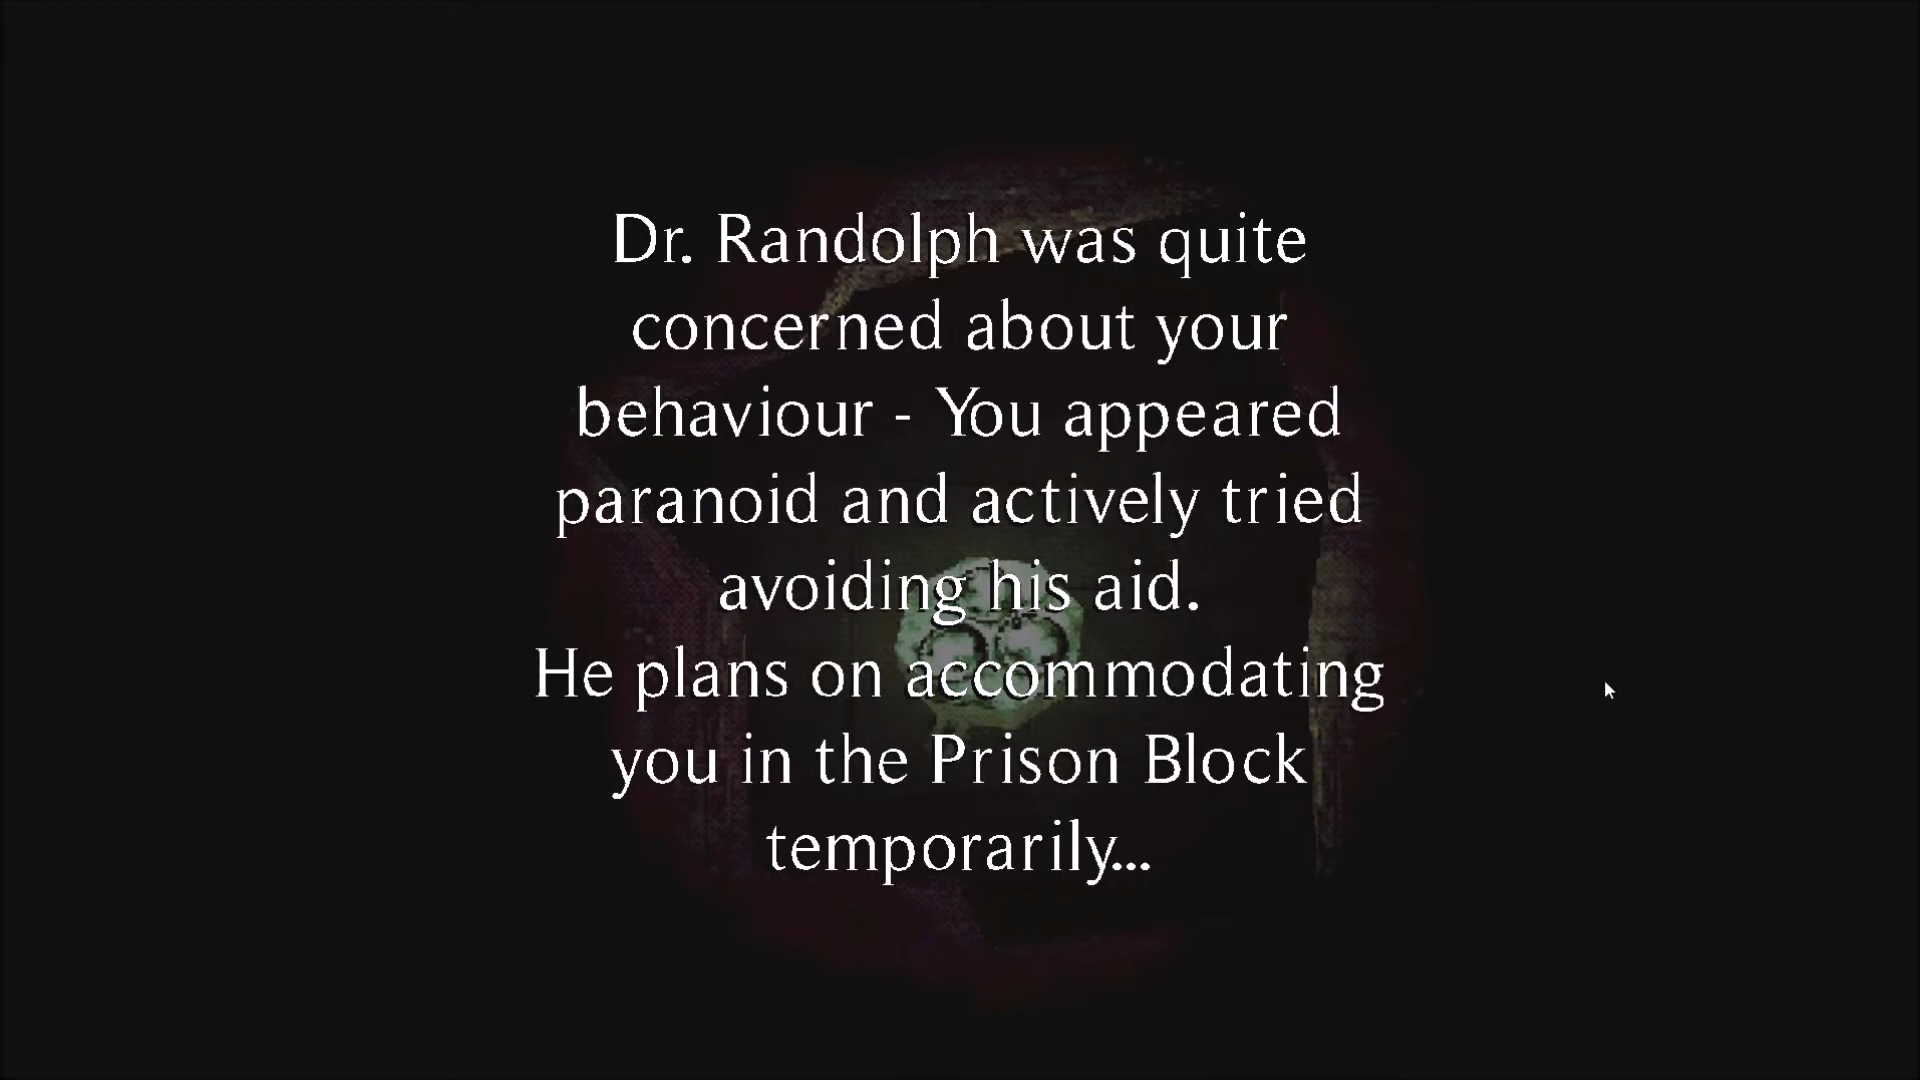 Dr. Randolph was quite
concerned about your
behaviour - You appeared
paranoid and actively tried
avoiding his aid.
He plans on accommodating
you in the Prison Block
temporarily...